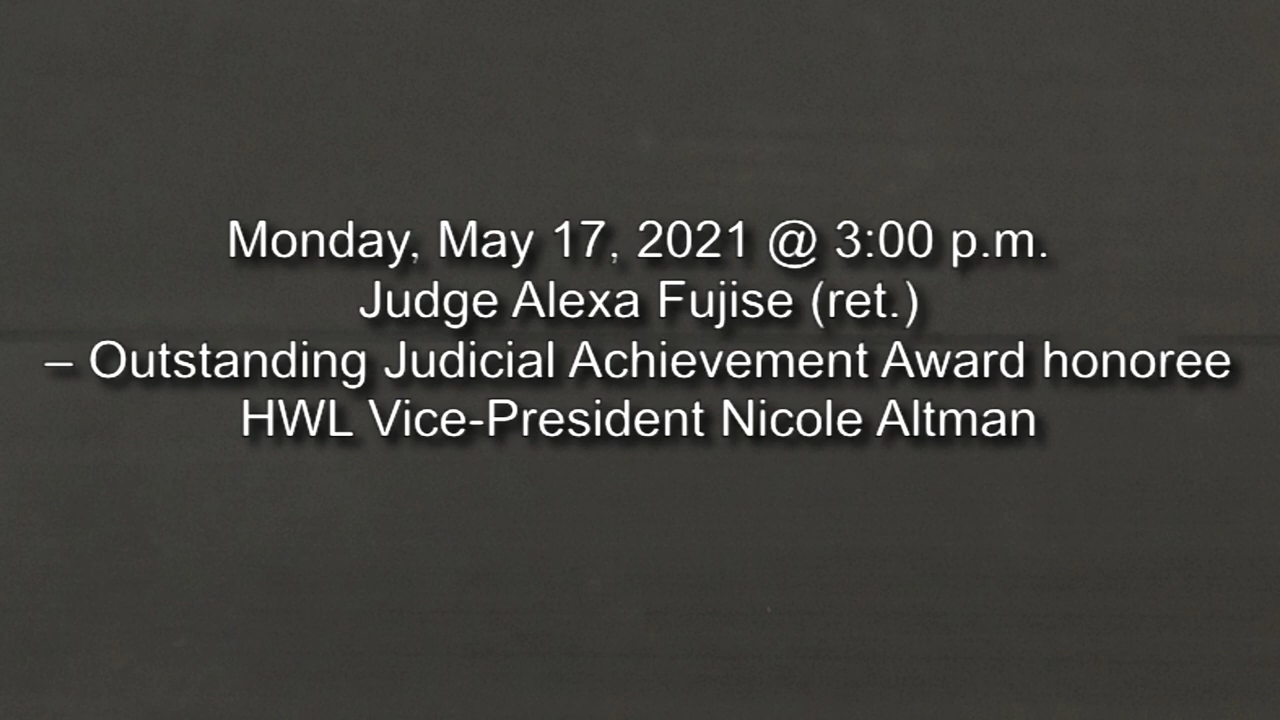 Monday, May 17, 2021 @ 3:00 p.m.
Judge Alexa Fujise (ret.)
– Outstanding Judicial Achievement Award honoree
HWL Vice-President Nicole Altman